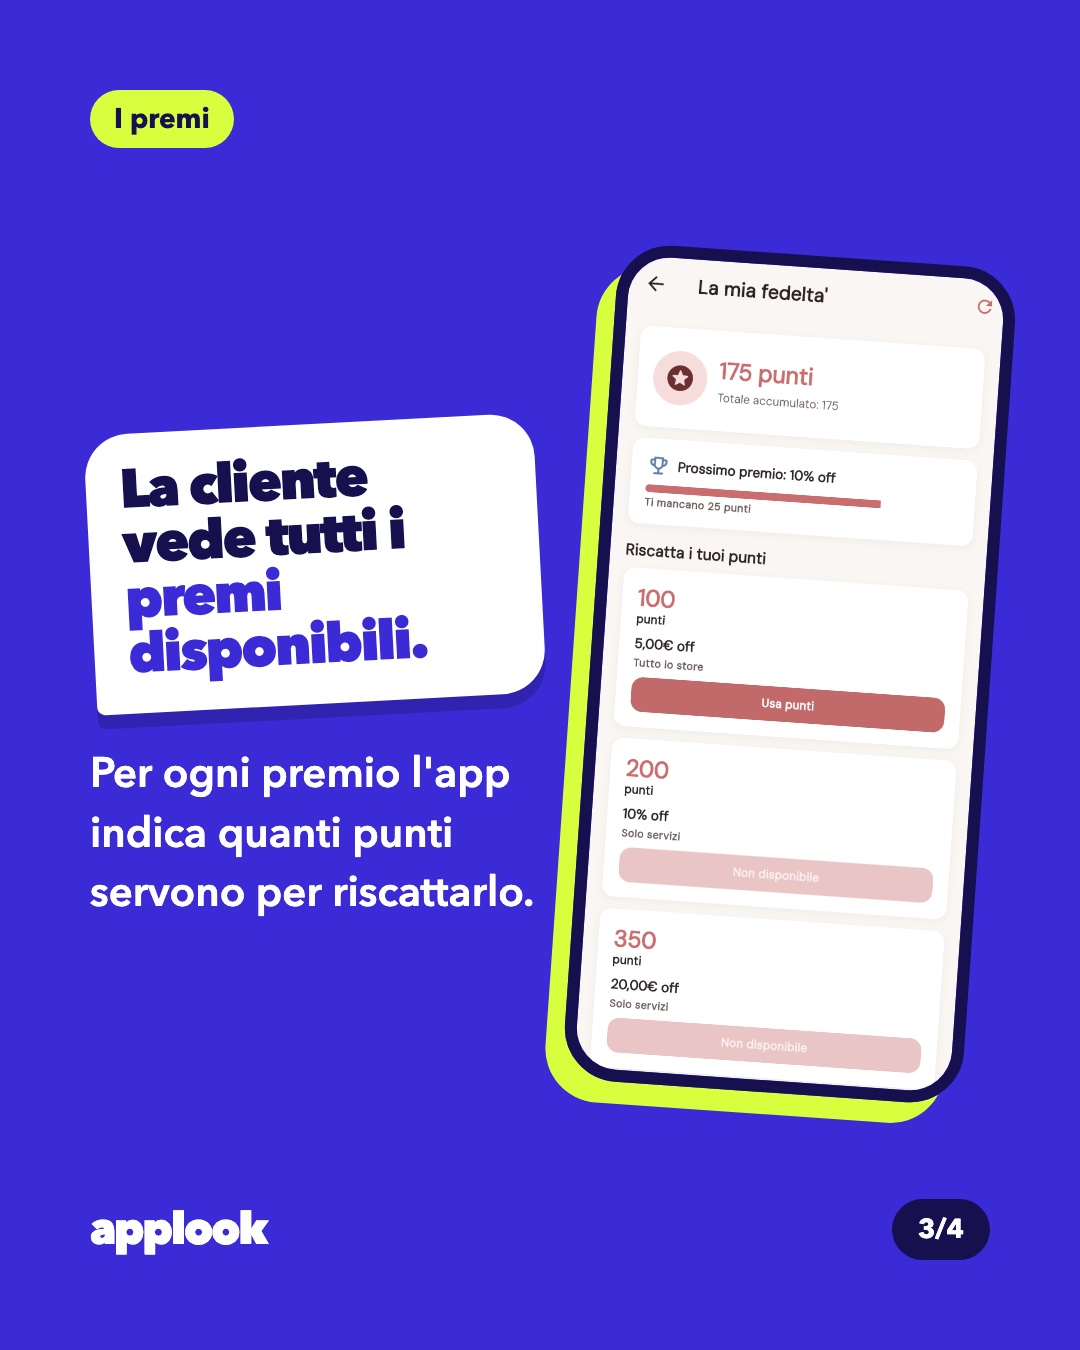 I premi
La cliente
vede tutti i
premi
disponibili.
Per ogni premio l'app
indica quanti punti
servono per riscattarlo.
La mia fedelta'
175 punti
Totale accumulato: 175
Prossimo premio: 10% off
Ti mancano 25 punti
Riscatta i tuoi punti
100
punti
5,00€ off
Tutto lo store
Usa punti
200
punti
10% off
Solo servizi
Non disponibile
350
punti
20,00€ off
Solo servizi
Non disponibile
applook
3/4